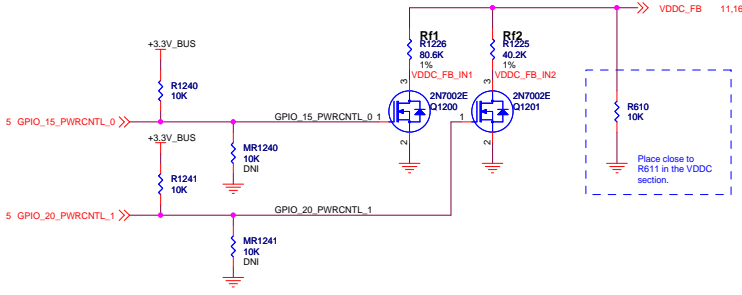 VDDC_FB 11,16
Rf1
R1226
80.6K
1%
VDDC_FB_IN1
Rf2
R1225
40.2K
1%
VDDC_FB_IN2
+3.3V_BUS
R1240
10K
3
2N7002E
Q1200
3
2N7002E
Q1201
R610
10K
5 GPIO_15_PWRCNTL_0
GPIO_15_PWRCNTL_0 1
1
2
2
+3.3V_BUS
MR1240
10K
DNI
Place close to
R611 in the VDDC
section.
R1241
10K
5 GPIO_20_PWRCNTL_1
GPIO_20_PWRCNTL_1
MR1241
10K
DNI